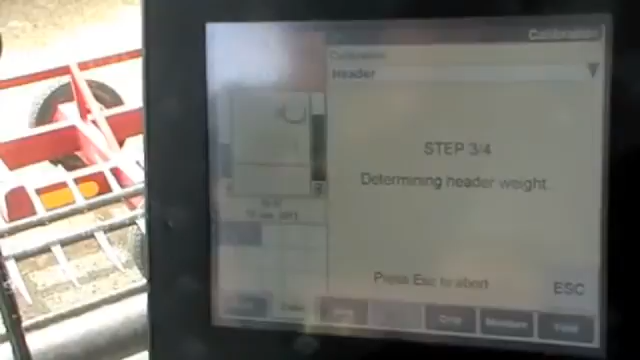 Calibration
Calibration
Header
STEP 3/4
Determining header weight.
Press Esc to abort
ESC
Crop
Moisture
Yield